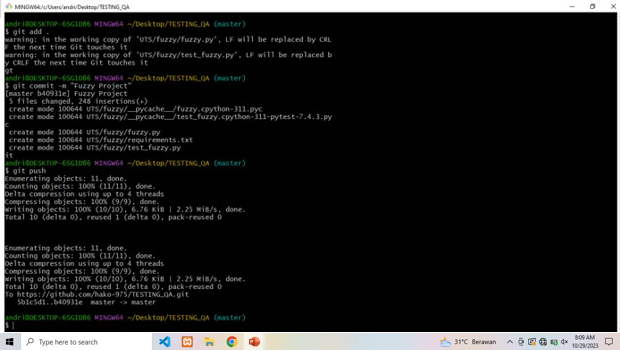 MINGW64:/c/Users/andri/Desktop/TESTING_QA
andri@DESKTOP-6SG1D86 MINGW64 ~/Desktop/TESTING_QA (master)
$ git add .
warning: in the working copy of 'UTS/fuzzy/fuzzy.py', LF will be replaced by CRL
F the next time Git touches it
warning: in the working copy of 'UTS/fuzzy/test_fuzzy.py', LF will be replaced b
y CRLF the next time Git touches it
gt
andri@DESKTOP-6SG1D86 MINGW64 ~/Desktop/TESTING_QA (master)
$ git commit -m "Fuzzy Project"
[master b40931e] Fuzzy Project
5 files changed, 248 insertions(+)
create mode 100644 UTS/fuzzy/__pycache__/fuzzy.cpython-311.pyc
create mode 100644 UTS/fuzzy/__pycache__/test_fuzzy.cpython-311-pytest-7.4.3.py
c
create mode 100644 UTS/fuzzy/fuzzy.py
create mode 100644 UTS/fuzzy/requirements.txt
create mode 100644 UTS/fuzzy/test_fuzzy.py
it
andri@DESKTOP-6SG1D86 MINGW64 ~/Desktop/TESTING_QA (master)
$ git push
Enumerating objects: 11, done.
Counting objects: 100% (11/11), done.
Delta compression using up to 4 threads
Compressing objects: 100% (9/9), done.
Writing objects: 100% (10/10), 6.76 KiB | 2.25 MiB/s, done.
Total 10 (delta 0), reused 1 (delta 0), pack-reused 0
Enumerating objects: 11, done.
Counting objects: 100% (11/11), done.
Delta compression using up to 4 threads
Compressing objects: 100% (9/9), done.
Writing objects: 100% (10/10), 6.76 KiB | 2.25 MiB/s, done.
Total 10 (delta 0), reused 1 (delta 0), pack-reused 0
To https://github.com/hako-975/TESTING_QA.git
5b1c5d1..b40931e master -> master
andri@DESKTOP-6SG1D86 MINGW64 ~/Desktop/TESTING_QA (master)
$
Type here to search
31°C Berawan
8:09 AM
10/29/2023